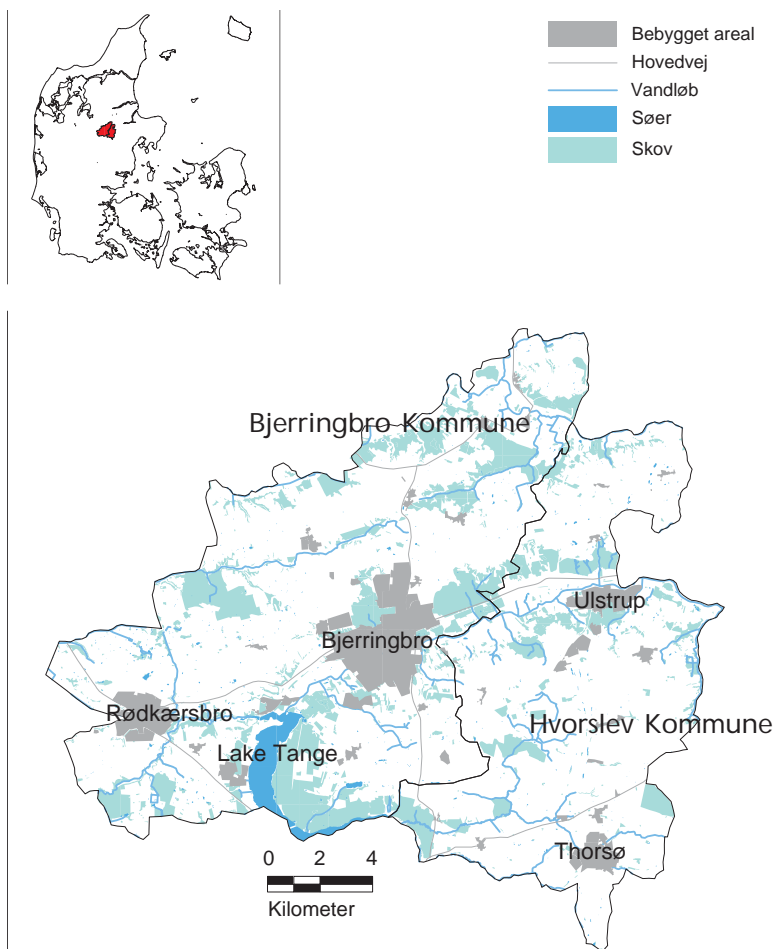 Bebygget areal
Hovedvej
Vandløb
Søer
Skov
Bjerringbro Kommune
Ulstrup
Bjerringbro
Rødkærsbro
Hvorslev Kommune
Lake Tange
Thorsø
0 2 4
Kilometer